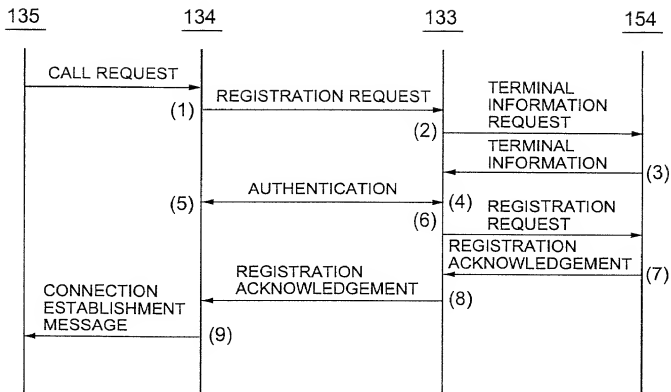 135 134 133 154
CALL REQUEST
(1) REGISTRATION REQUEST
(2) TERMINAL
INFORMATION
REQUEST
TERMINAL
INFORMATION (3)
(5) AUTHENTICATION (4)
(6) REGISTRATION
REQUEST
REGISTRATION
ACKNOWLEDGEMENT (7)
REGISTRATION
ACKNOWLEDGEMENT (8)
CONNECTION
ESTABLISHMENT
MESSAGE (9)